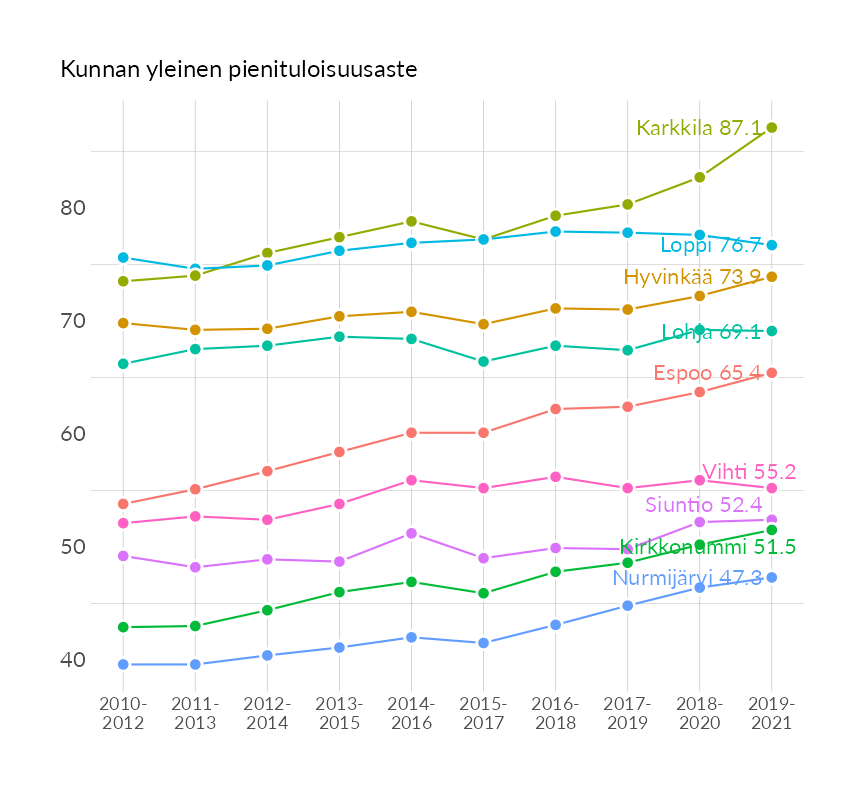 Kunnan yleinen pienituloisuusaste
Karkkila 87.1
80
Loppi 76.7
Hyvinkää 73.9
70
Lohja 69.1
Espoo 65.4
60
Vihti 55.2
Siuntio 52.4
50
Kirkkonummi 51.5
Nurmijärvi 47.3
40
2010- 2011- 2012- 2013- 2014- 2015- 2016- 2017- 2018- 2019-
2012 2013 2014 2015 2016 2017 2018 2019 2020 2021